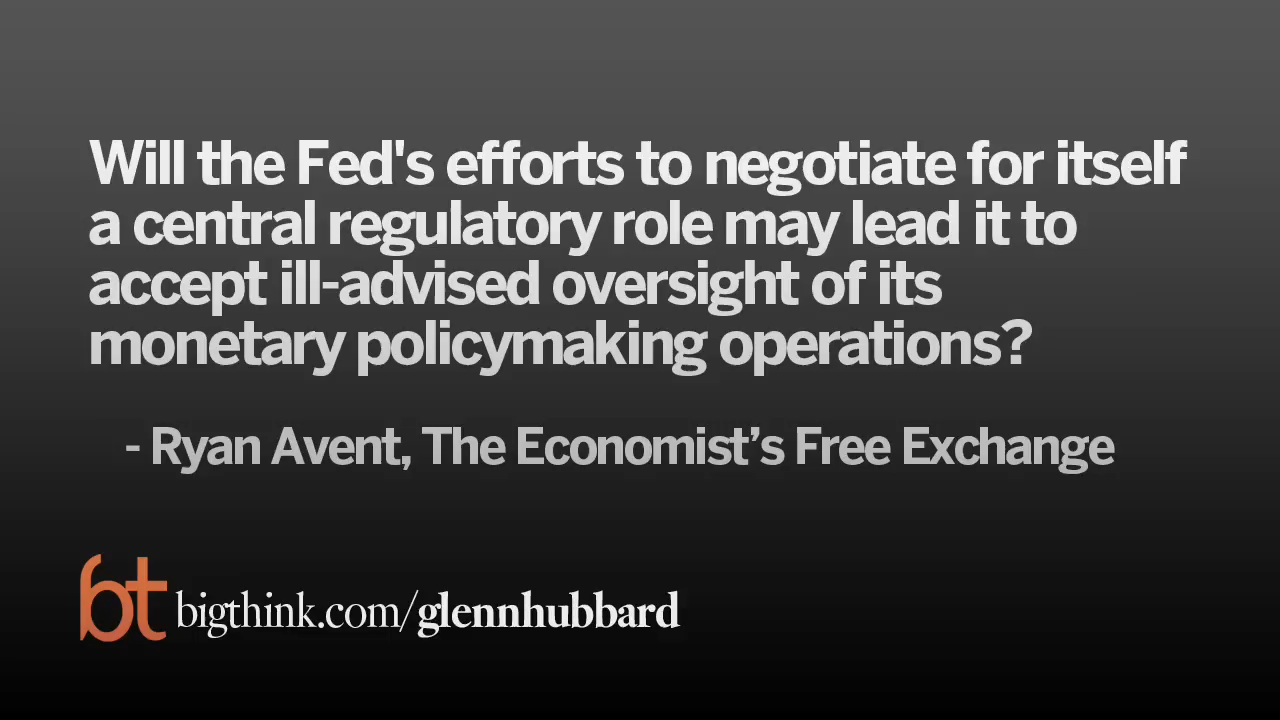 Will the Fed's efforts to negotiate for itself
a central regulatory role may lead it to
accept ill-advised oversight of its
monetary policymaking operations?
- Ryan Avent, The Economist’s Free Exchange
bt bigthink.com/glennhubbard